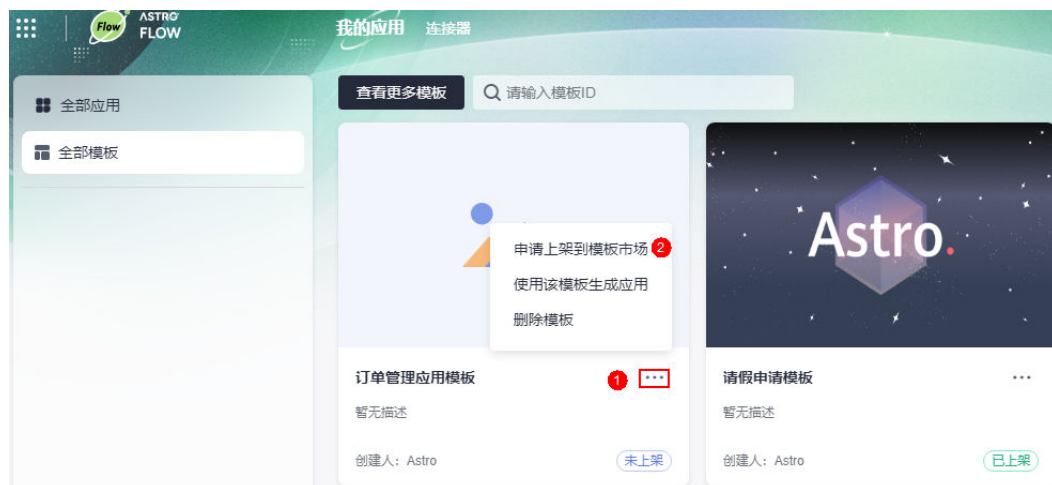 Flow
ASTRO
FLOW
我的应用
连接器
全部应用
全部模板
查看更多模板
请输入模板ID
申请上架到模板市场
2
使用该模板生成应用
删除模板
Astro.
订单管理应用模板
1
...
暂无描述
创建人：Astro
未上架
请假申请模板
...
暂无描述
创建人：Astro
已上架